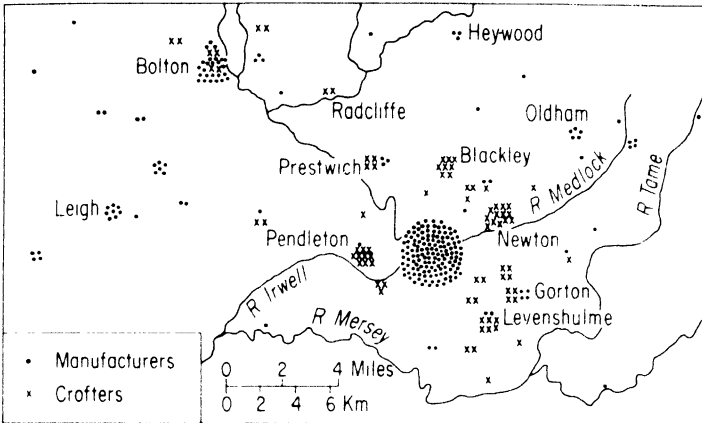 Heywood
Bolton
Radcliffe
Oldham
Prestwich
Blackley
R Medlock
R Tame
Leigh
Pendleton
Newton
R Irwell
Gorton
Levenshulme
R Mersey
• Manufacturers
x Crofters
0 2 4 Miles
0 2 4 6 Km